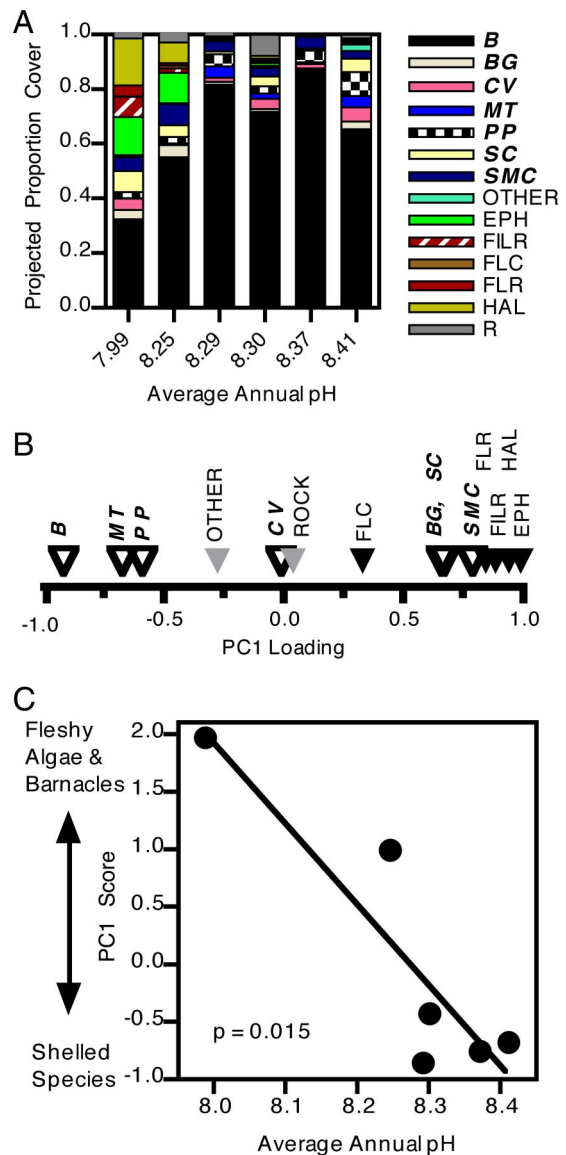 A
Projected Proportion Cover
1.0
0.8
0.6
0.4
0.2
0.0
7.99
8.25
8.29
8.30
8.37
8.41
Average Annual pH
B
BG
CV
MT
PP
SC
SMC
OTHER
EPH
FILR
FLC
FLR
HAL
R
B
B
MT
PP
OTHER
CV
ROCK
FLC
BG, SC
SMC
FLR
FILR
HAL
EPH
-1.0
-0.5
0.0
0.5
1.0
PC1 Loading
C
Fleshy
Algae &
Barnacles
Shelled
Species
PC1 Score
2.0
1.5
1.0
0.5
0.0
-0.5
-1.0
p = 0.015
8.0
8.1
8.2
8.3
8.4
Average Annual pH